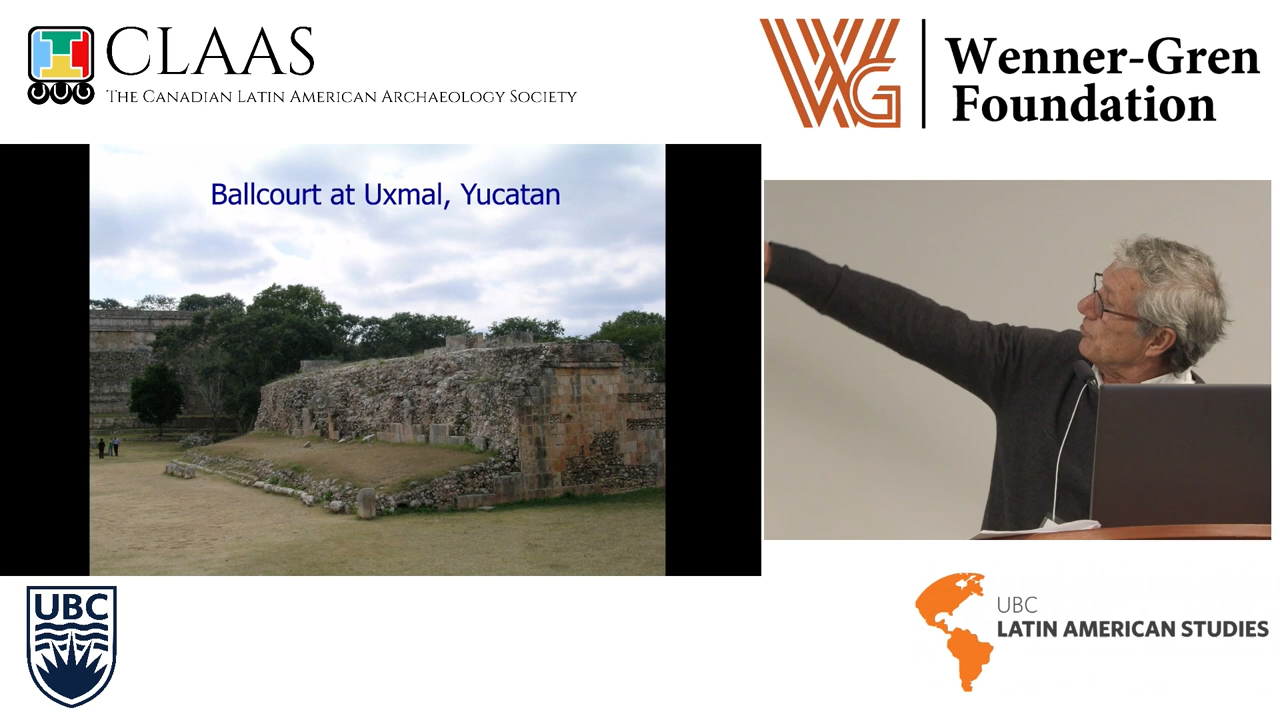 CLAAS
THE CANADIAN LATIN AMERICAN ARCHAEOLOGY SOCIETY
WG
Wenner-Gren
Foundation
Ballcourt at Uxmal, Yucatan
UBC
UBC
LATIN AMERICAN STUDIES